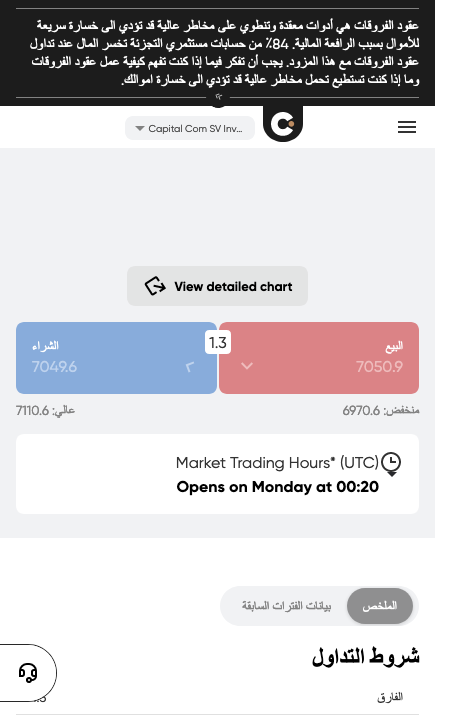 عقود الفروقات هي أدوات معقدة وتنطوي على مخاطر عالية قد تؤدي الى خسارة سريعة
للأموال بسبب الرافعة المالية. 84٪ من حسابات مستثمري التجزئة تخسر المال عند تداول
عقود الفروقات مع هذا المزود. يجب أن تفكر فيما إذا كنت تفهم كيفية عمل عقود الفروقات
وما إذا كنت تستطيع تحمل مخاطر عالية قد تؤدي الى خسارة اموالك.
Capital Com SV Inv...
View detailed chart
البيع
7050.9
1.3
الشراء
7049.6
منخفض: 6970.6
عالي: 7110.6
Market Trading Hours* (UTC)
Opens on Monday at 00:20
الملخص
بيانات الفترات السابقة
شروط التداول
الفارق